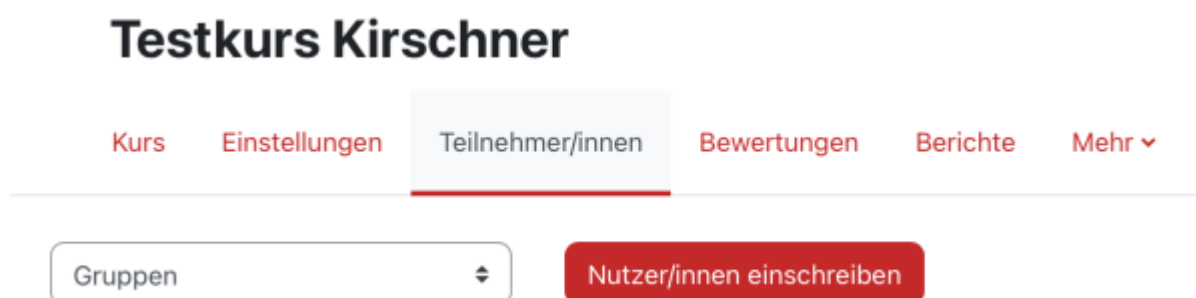 Testkurs Kirschner
Kurs Einstellungen Teilnehmer/innen Bewertungen Berichte Mehr
Gruppen Nutzer/innen einschreiben